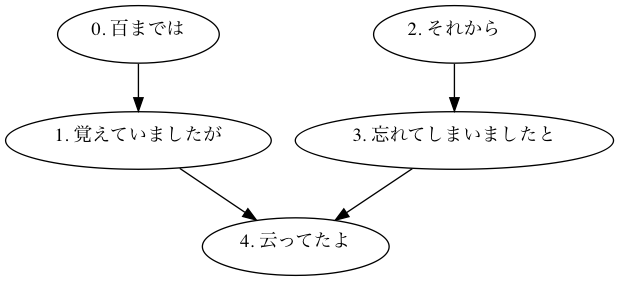 0. 百までは
2. それから
1. 覚えていましたが
3. 忘れてしまいましたと
4. 云ってたよ